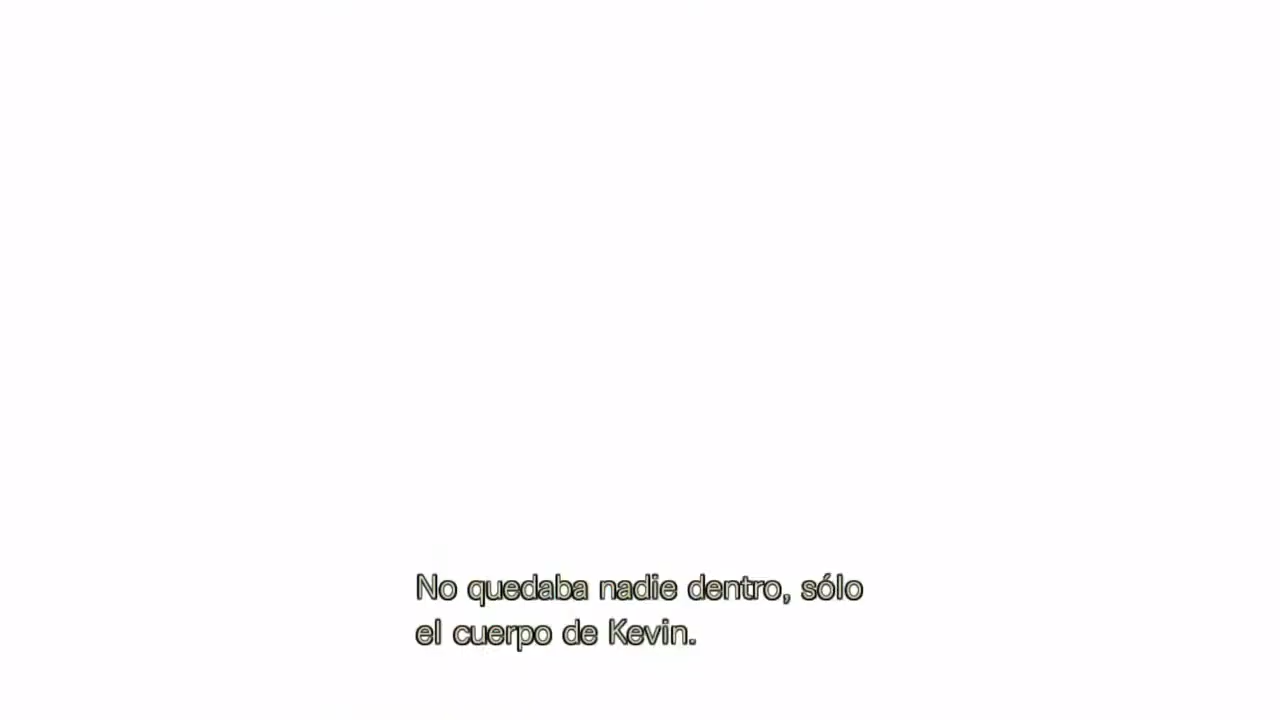 No quedaba nadie dentro, sólo
el cuerpo de Kevin.